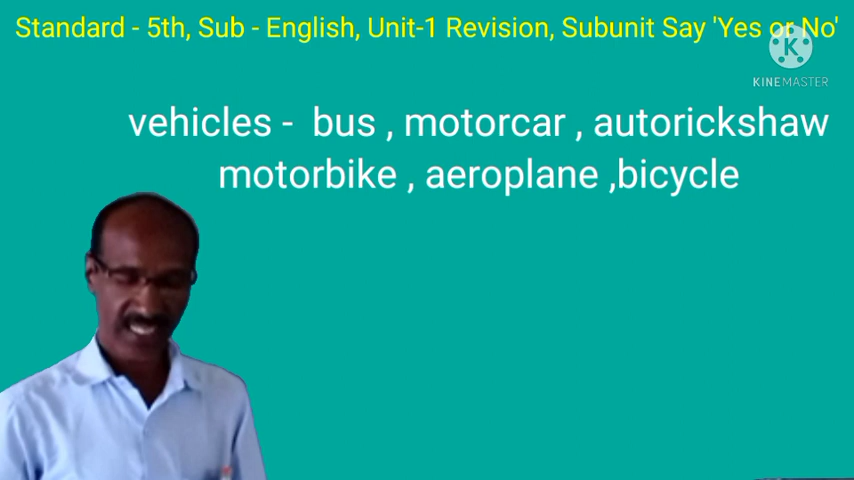 Standard - 5th, Sub - English, Unit-1 Revision, Subunit Say 'Yes or No'
K
KINEMASTER
vehicles - bus , motorcar , autorickshaw
motorbike , aeroplane ,bicycle